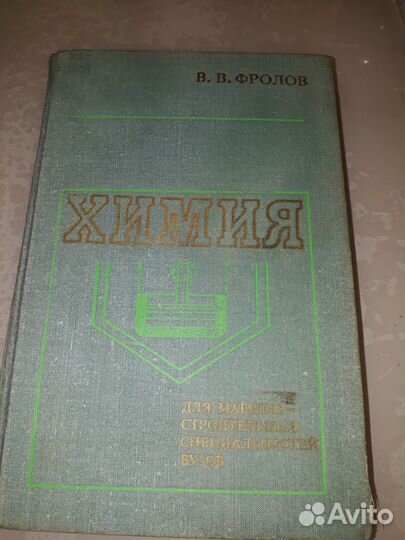 В. В. ФРОЛОВ
ХИМИЯ
ДЛЯ МАШИНО-
СТРОИТЕЛЬНЫХ
СПЕЦИАЛЬНОСТЕЙ
ВУЗОВ
Avito